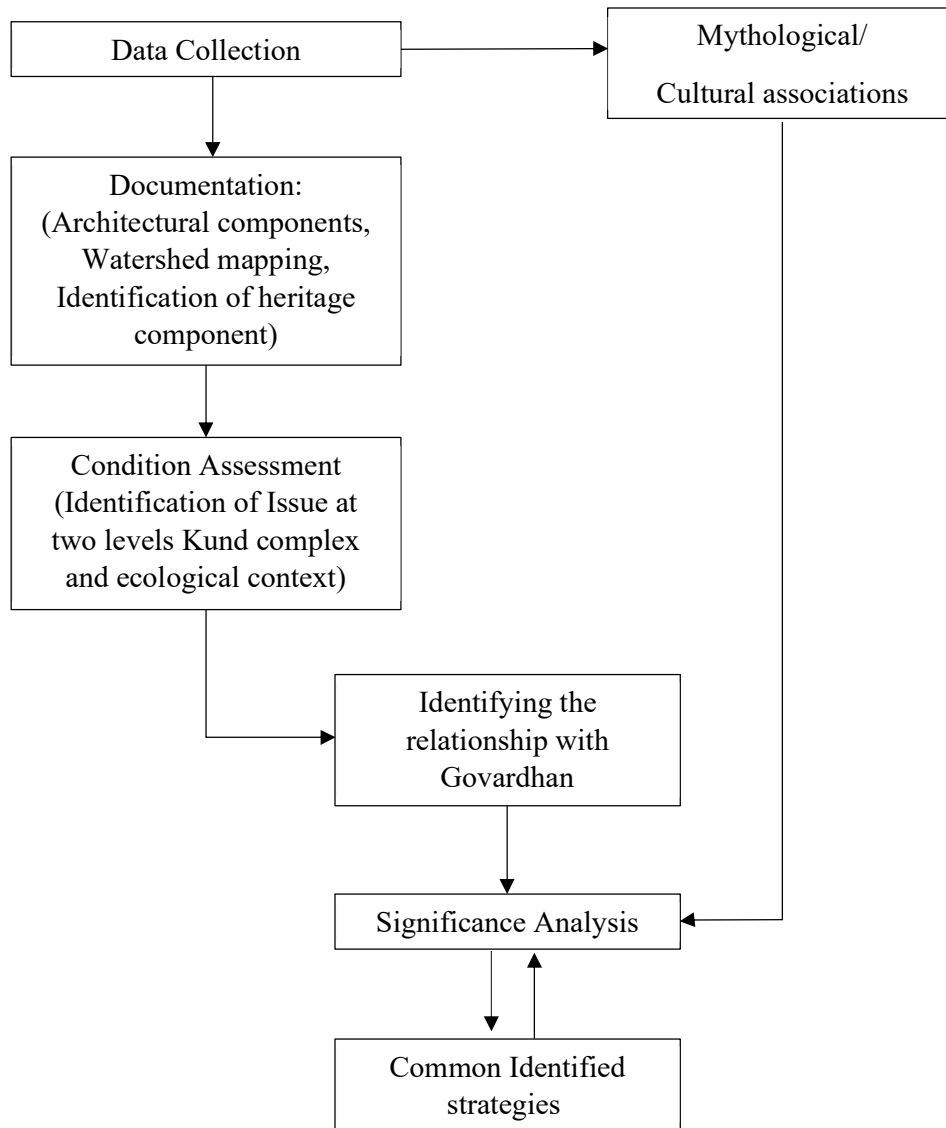 Data Collection
Mythological/
Cultural associations
Documentation:
(Architectural components,
Watershed mapping,
Identification of heritage
component)
Condition Assessment
(Identification of Issue at
two levels Kund complex
and ecological context)
Identifying the
relationship with
Govardhan
Significance Analysis
Common Identified
strategies